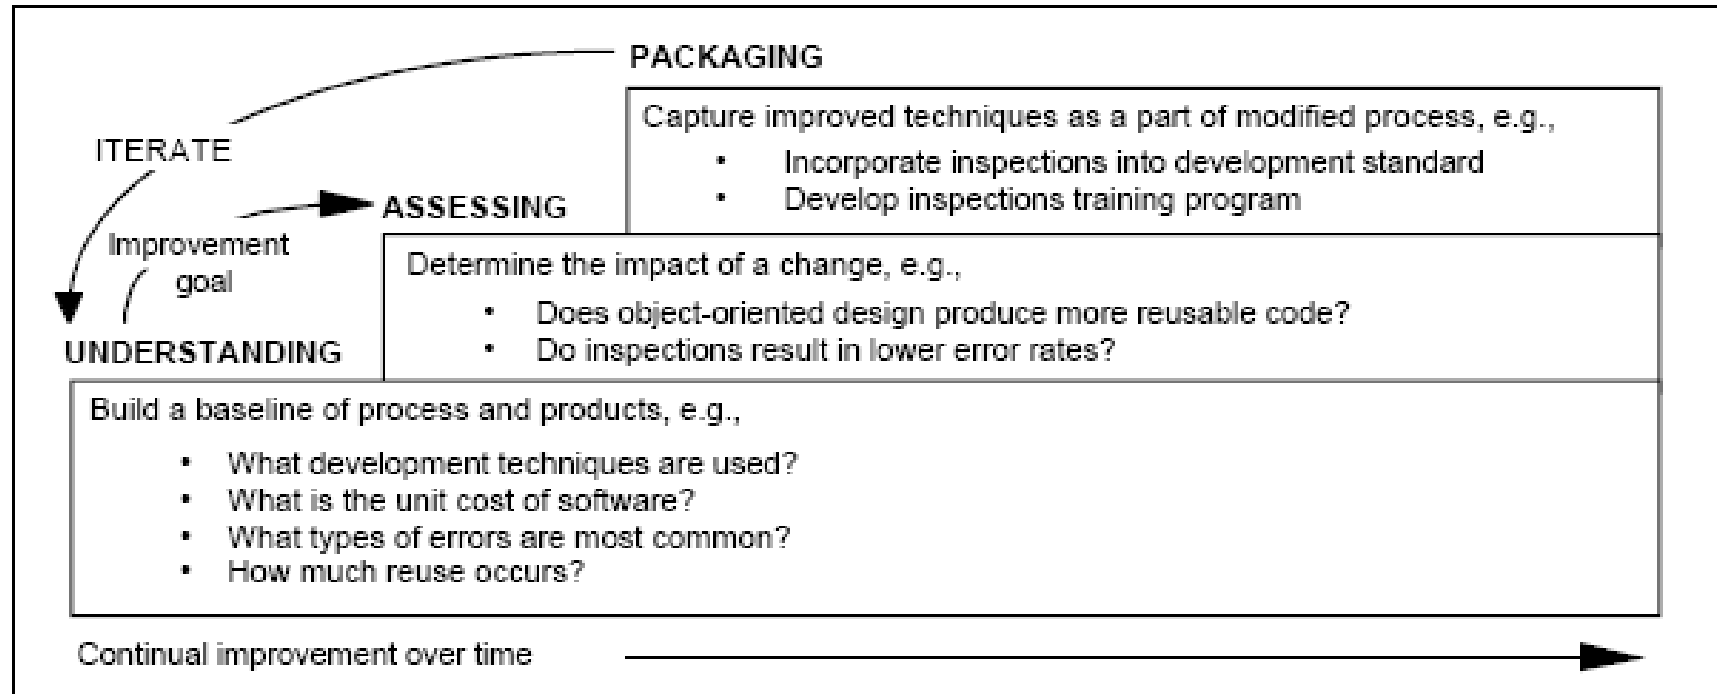 PACKAGING
Capture improved techniques as a part of modified process, e.g.,
• Incorporate inspections into development standard
• Develop inspections training program
ITERATE
ASSESSING
Improvement
goal
Determine the impact of a change, e.g.,
• Does object-oriented design produce more reusable code?
• Do inspections result in lower error rates?
UNDERSTANDING
Build a baseline of process and products, e.g.,
• What development techniques are used?
• What is the unit cost of software?
• What types of errors are most common?
• How much reuse occurs?
Continual improvement over time